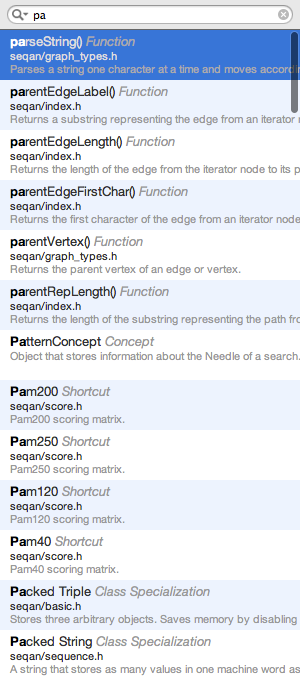 pa
parseString() Function
seqan/graph_types.h
Parses a string one character at a time and moves accordin
parentEdgeLabel() Function
seqan/index.h
Returns a substring representing the edge from an iterator n
parentEdgeLength() Function
seqan/index.h
Returns the length of the edge from the iterator node to its p
parentEdgeFirstChar() Function
seqan/index.h
Returns the first character of the edge from an iterator node
parentVertex() Function
seqan/graph_types.h
Returns the parent vertex of an edge or vertex.
parentRepLength() Function
seqan/index.h
Returns the length of the substring representing the path fro
PatternConcept Concept
Object that stores information about the Needle of a search.
Pam200 Shortcut
seqan/score.h
Pam200 scoring matrix.
Pam250 Shortcut
seqan/score.h
Pam250 scoring matrix.
Pam120 Shortcut
seqan/score.h
Pam120 scoring matrix.
Pam40 Shortcut
seqan/score.h
Pam40 scoring matrix.
Packed Triple Class Specialization
seqan/basic.h
Stores three arbitrary objects. Saves memory by disabling
Packed String Class Specialization
seqan/sequence.h
A string that stores as many values in one machine word as